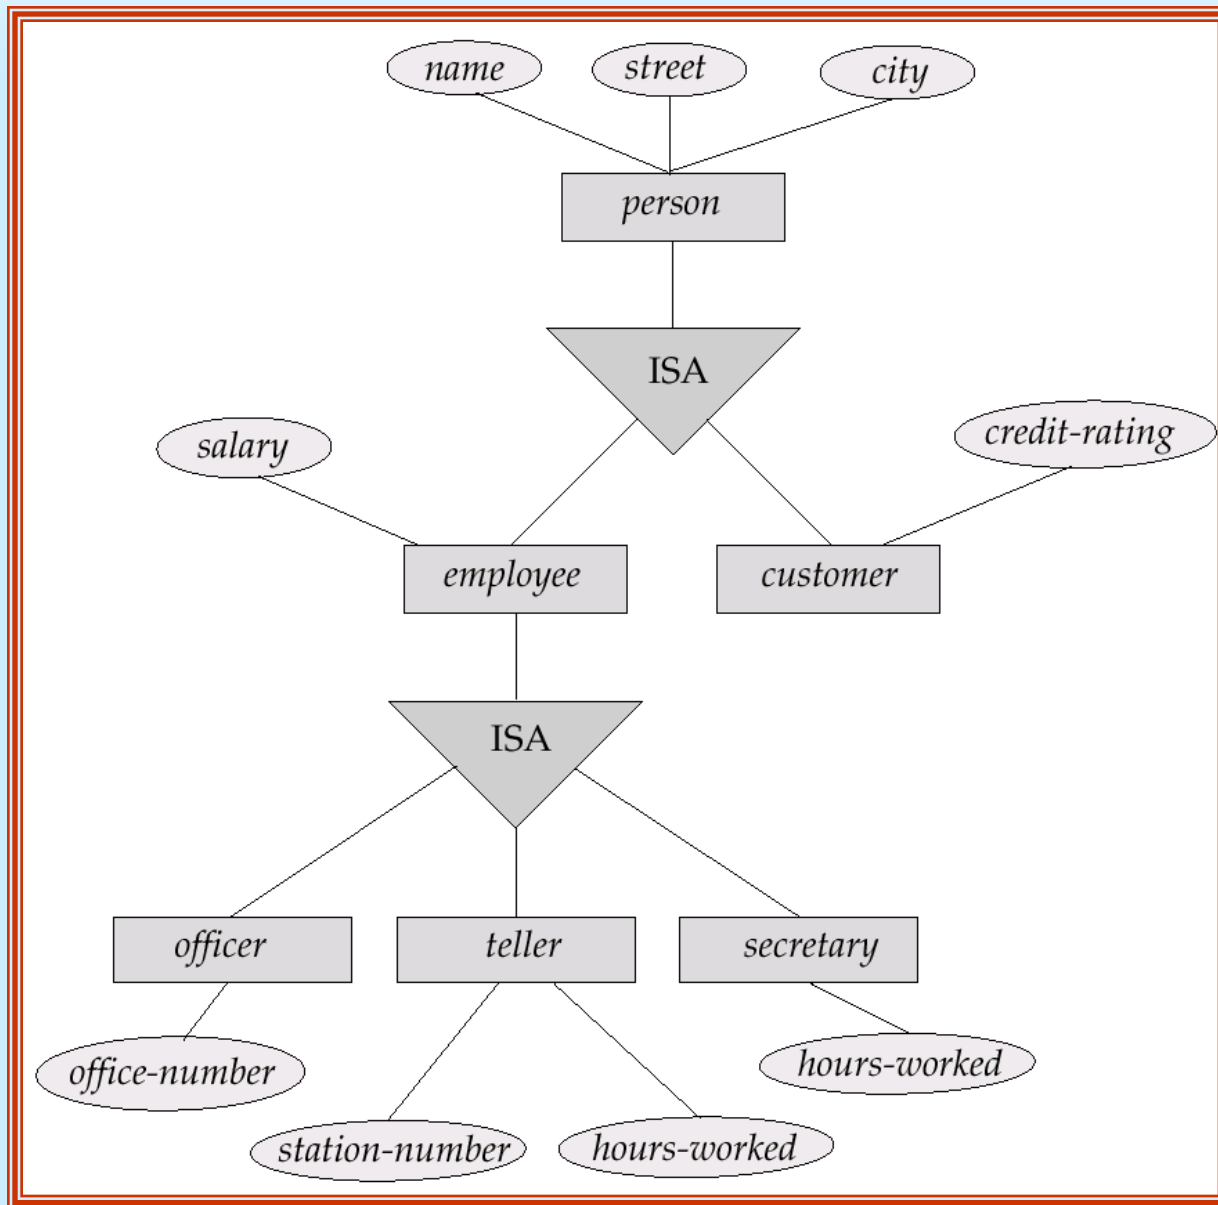 name
street
city
person
ISA
salary
credit-rating
employee
customer
ISA
officer
teller
secretary
office-number
hours-worked
station-number
hours-worked